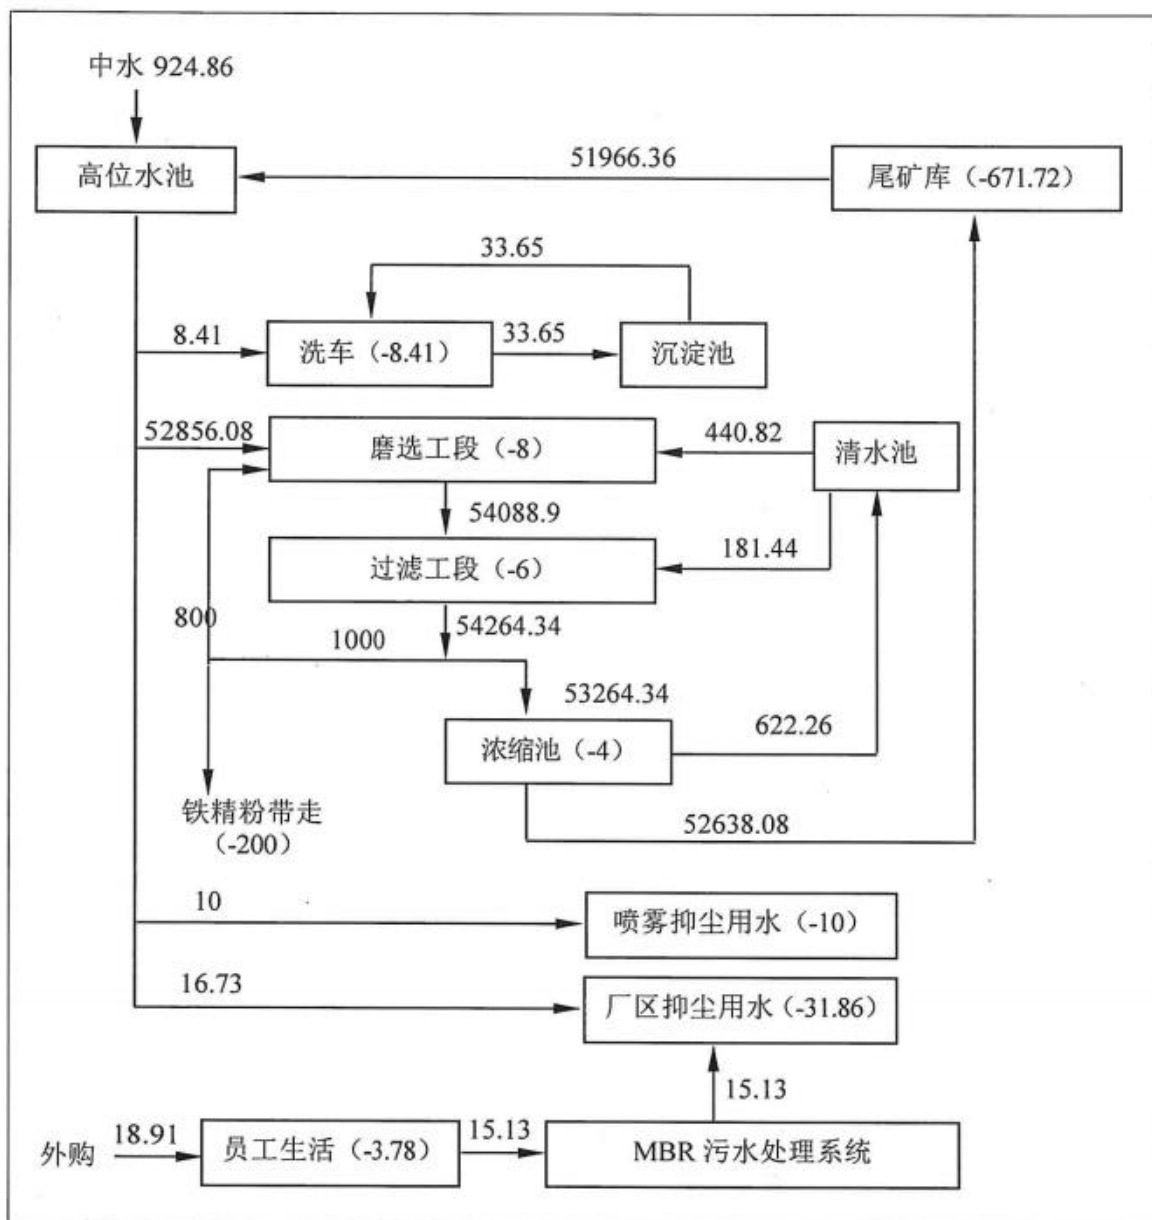 中水 924.86
51966.36
高位水池
尾矿库（-671.72）
33.65
8.41
洗车（-8.41）
33.65
沉淀池
52856.08
磨选工段（-8）
440.82
清水池
54088.9
过滤工段（-6）
181.44
800
1000
54264.34
53264.34
浓缩池（-4）
622.26
铁精粉带走
（-200）
52638.08
10
喷雾抑尘用水（-10）
16.73
厂区抑尘用水（-31.86）
15.13
外购
18.91
员工生活（-3.78）
15.13
MBR 污水处理系统